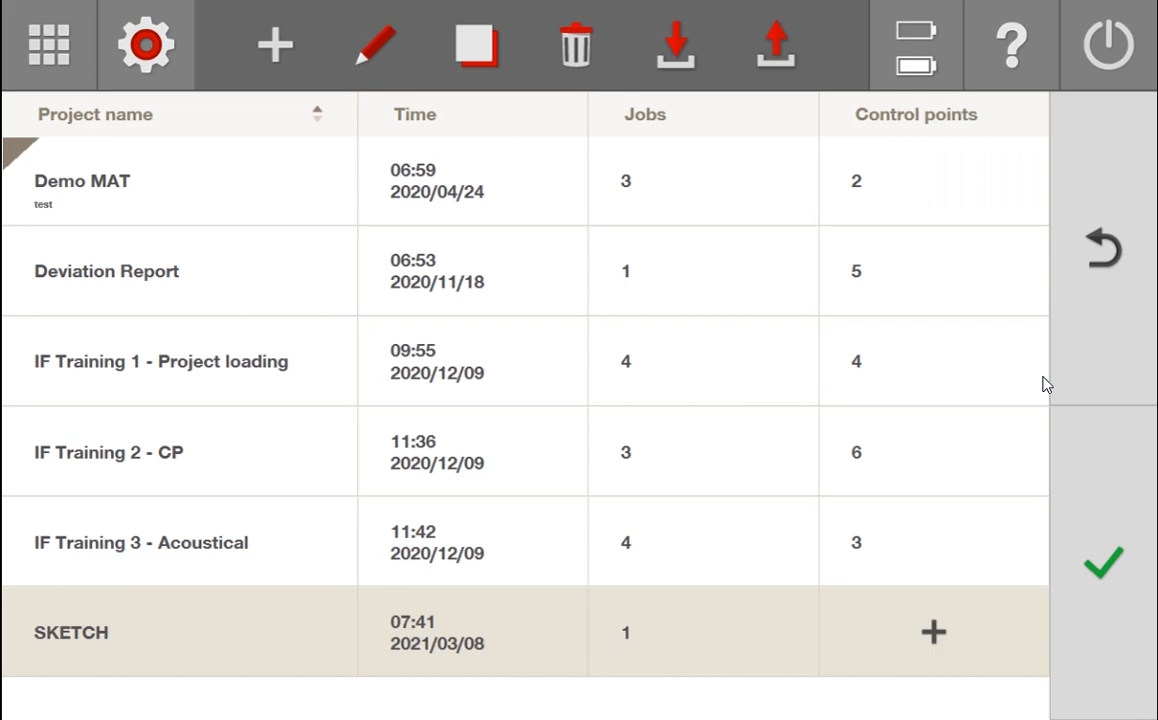 ?
Project name
Time
Jobs
Control points
Demo MAT
test
06:59
2020/04/24
3
2
Deviation Report
06:53
2020/11/18
1
5
IF Training 1 - Project loading
09:55
2020/12/09
4
4
IF Training 2 - CP
11:36
2020/12/09
3
6
IF Training 3 - Acoustical
11:42
2020/12/09
4
3
SKETCH
07:41
2021/03/08
1